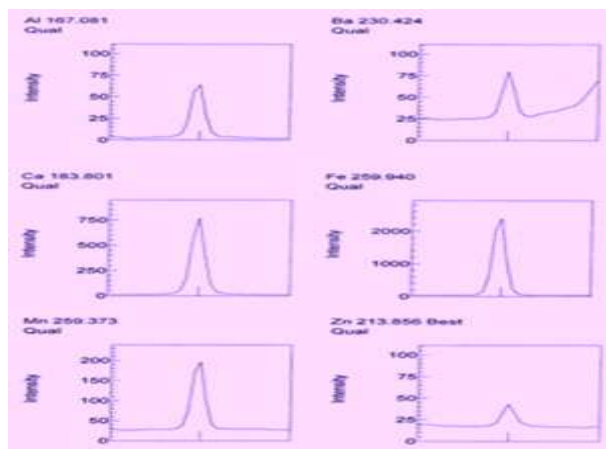 Al 167.081
Qual
100
75
50
25
0
Intensity
Ba 230.424
Qual
100
75
50
25
0
Intensity
Ca 183.801
Qual
750
500
250
0
Intensity
Fe 259.940
Qual
2000
1000
0
Intensity
Mn 259.373
Qual
200
150
100
50
0
Intensity
Zn 213.856 Best
Qual
100
75
50
25
0
Intensity